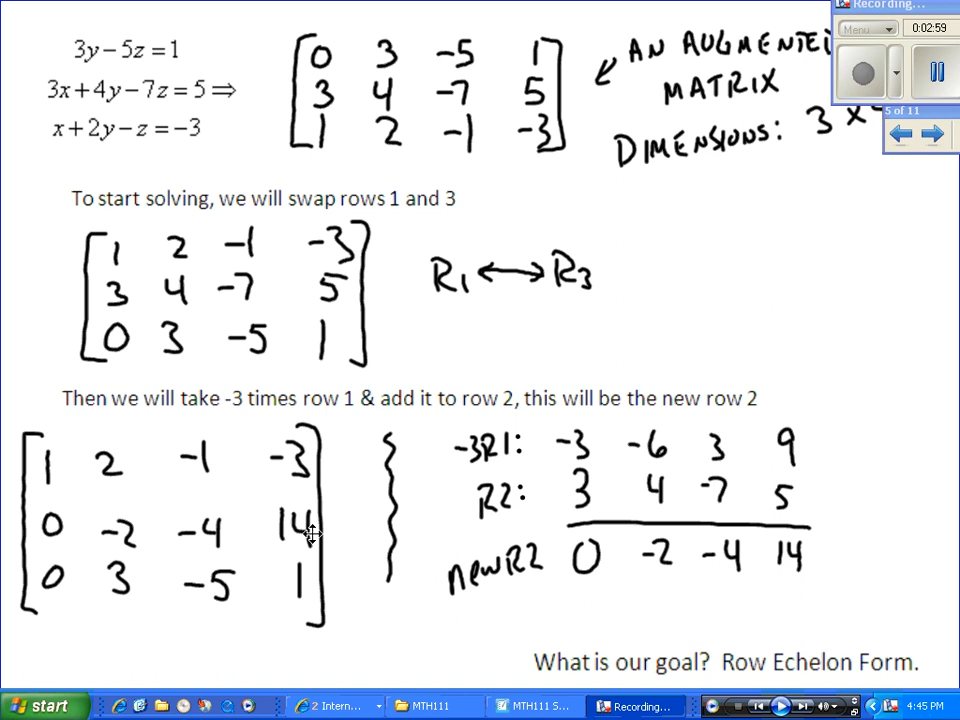 Recording...
Menu
0:02:59
5 of 11
3y – 5z = 1
3x + 4y – 7z = 5 ⇒
x + 2y – z = –3
0 3 -5 1
3 4 -7 5
1 2 -1 -3
AN AUGMENTED
MATRIX
DIMENSIONS: 3 x
To start solving, we will swap rows 1 and 3
1 2 -1 -3
3 4 -7 5
0 3 -5 1
R1 ↔ R3
Then we will take -3 times row 1 & add it to row 2, this will be the new row 2
1 2 -1 -3
0 -2 -4 14
0 3 -5 1
-3R1: -3 -6 3 9
R2: 3 4 -7 5
newR2 0 -2 -4 14
What is our goal? Row Echelon Form.
start
2 Intern...
MTH111
MTH111 S...
Recording...
4:45 PM